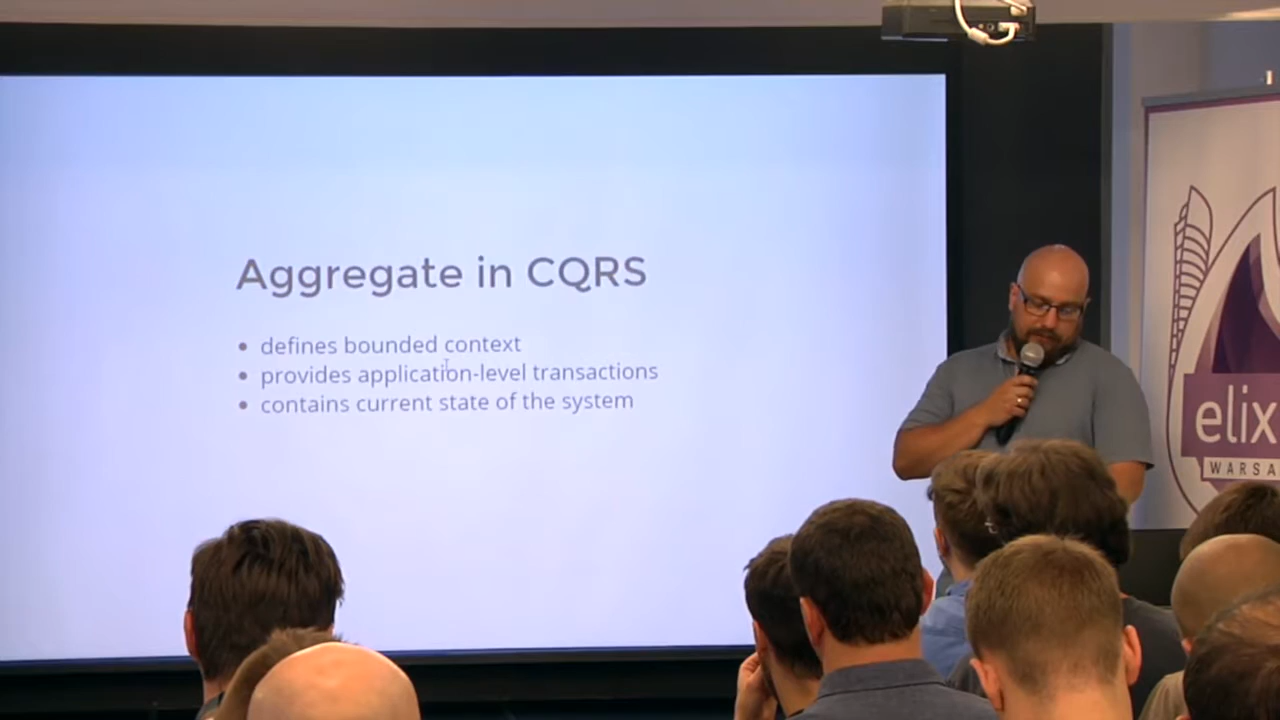 Aggregate in CQRS
• defines bounded context
• provides application-level transactions
• contains current state of the system
elix
WARSA